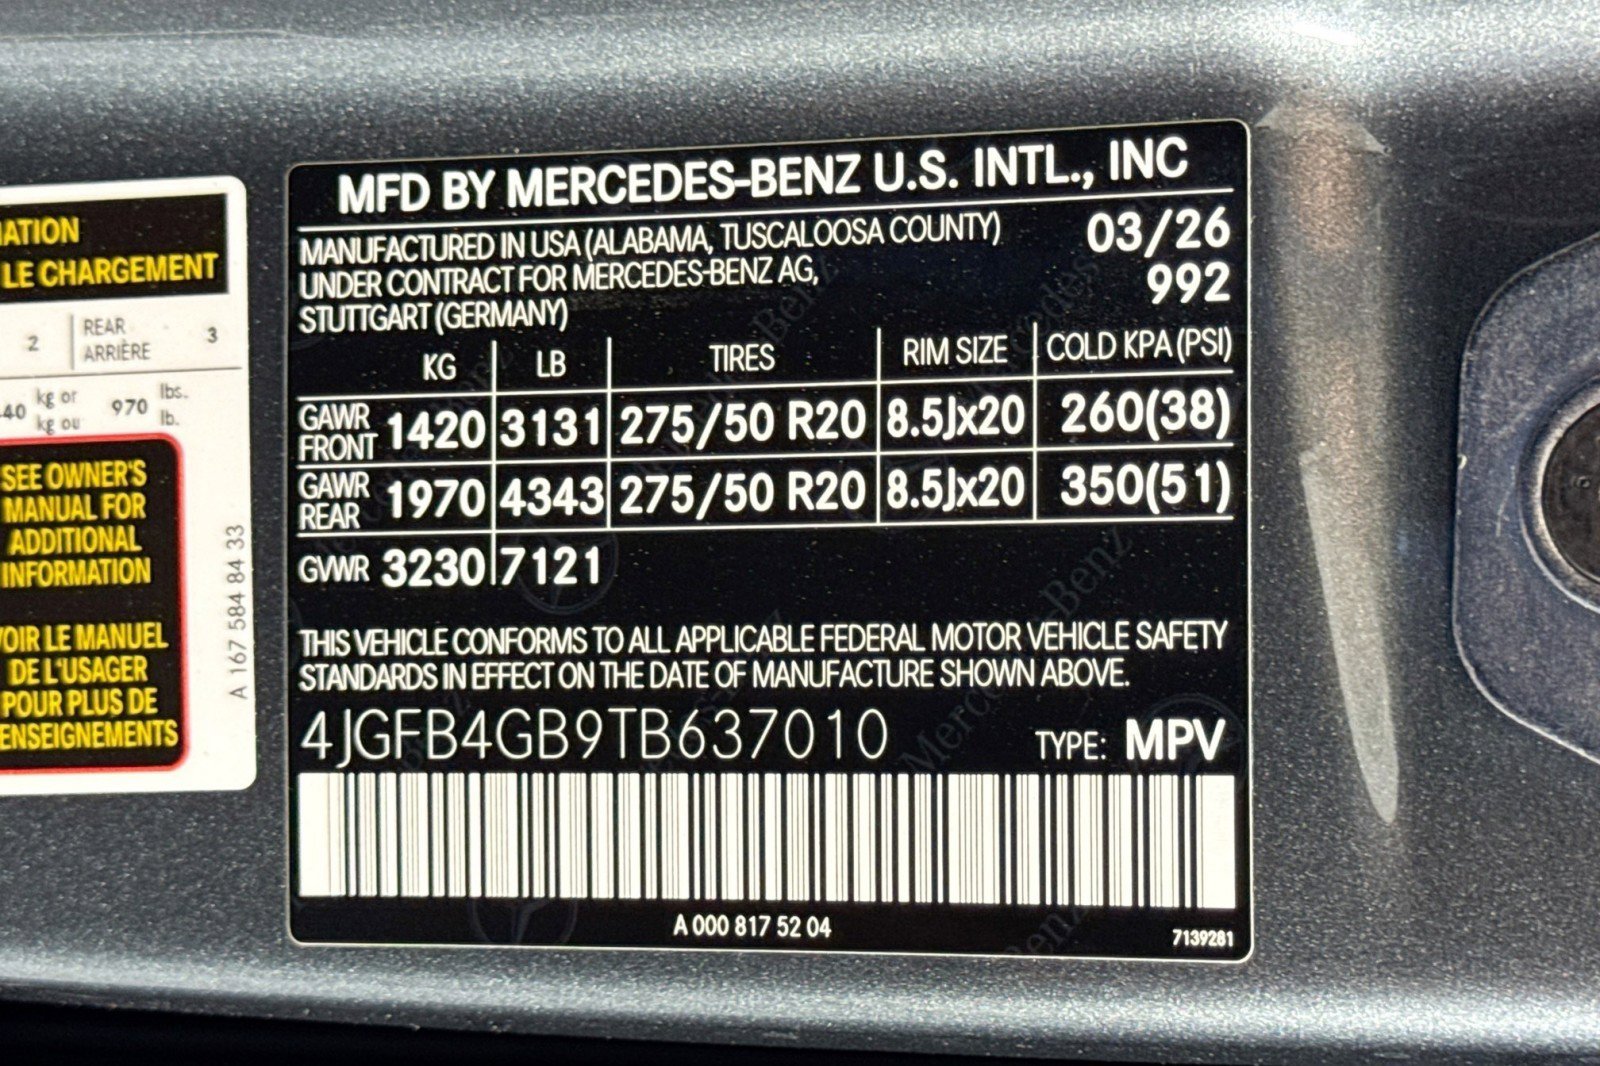 MATION
LE CHARGEMENT
2 REAR ARRIÈRE 3
40 kg or kg ou 970 lbs. lb.
SEE OWNER'S
MANUAL FOR
ADDITIONAL
INFORMATION
VOIR LE MANUEL
DE L'USAGER
POUR PLUS DE
ENSEIGNEMENTS
A 167 584 84 33
MFD BY MERCEDES-BENZ U.S. INTL., INC
MANUFACTURED IN USA (ALABAMA, TUSCALOOSA COUNTY) 03/26
UNDER CONTRACT FOR MERCEDES-BENZ AG, 992
STUTTGART (GERMANY)
KG LB TIRES RIM SIZE COLD KPA (PSI)
GAWR FRONT 1420 3131 275/50 R20 8.5Jx20 260(38)
GAWR REAR 1970 4343 275/50 R20 8.5Jx20 350(51)
GVWR 3230 7121
THIS VEHICLE CONFORMS TO ALL APPLICABLE FEDERAL MOTOR VEHICLE SAFETY
STANDARDS IN EFFECT ON THE DATE OF MANUFACTURE SHOWN ABOVE.
4JGFB4GB9TB637010 TYPE: MPV
A 000 817 52 04
7139281